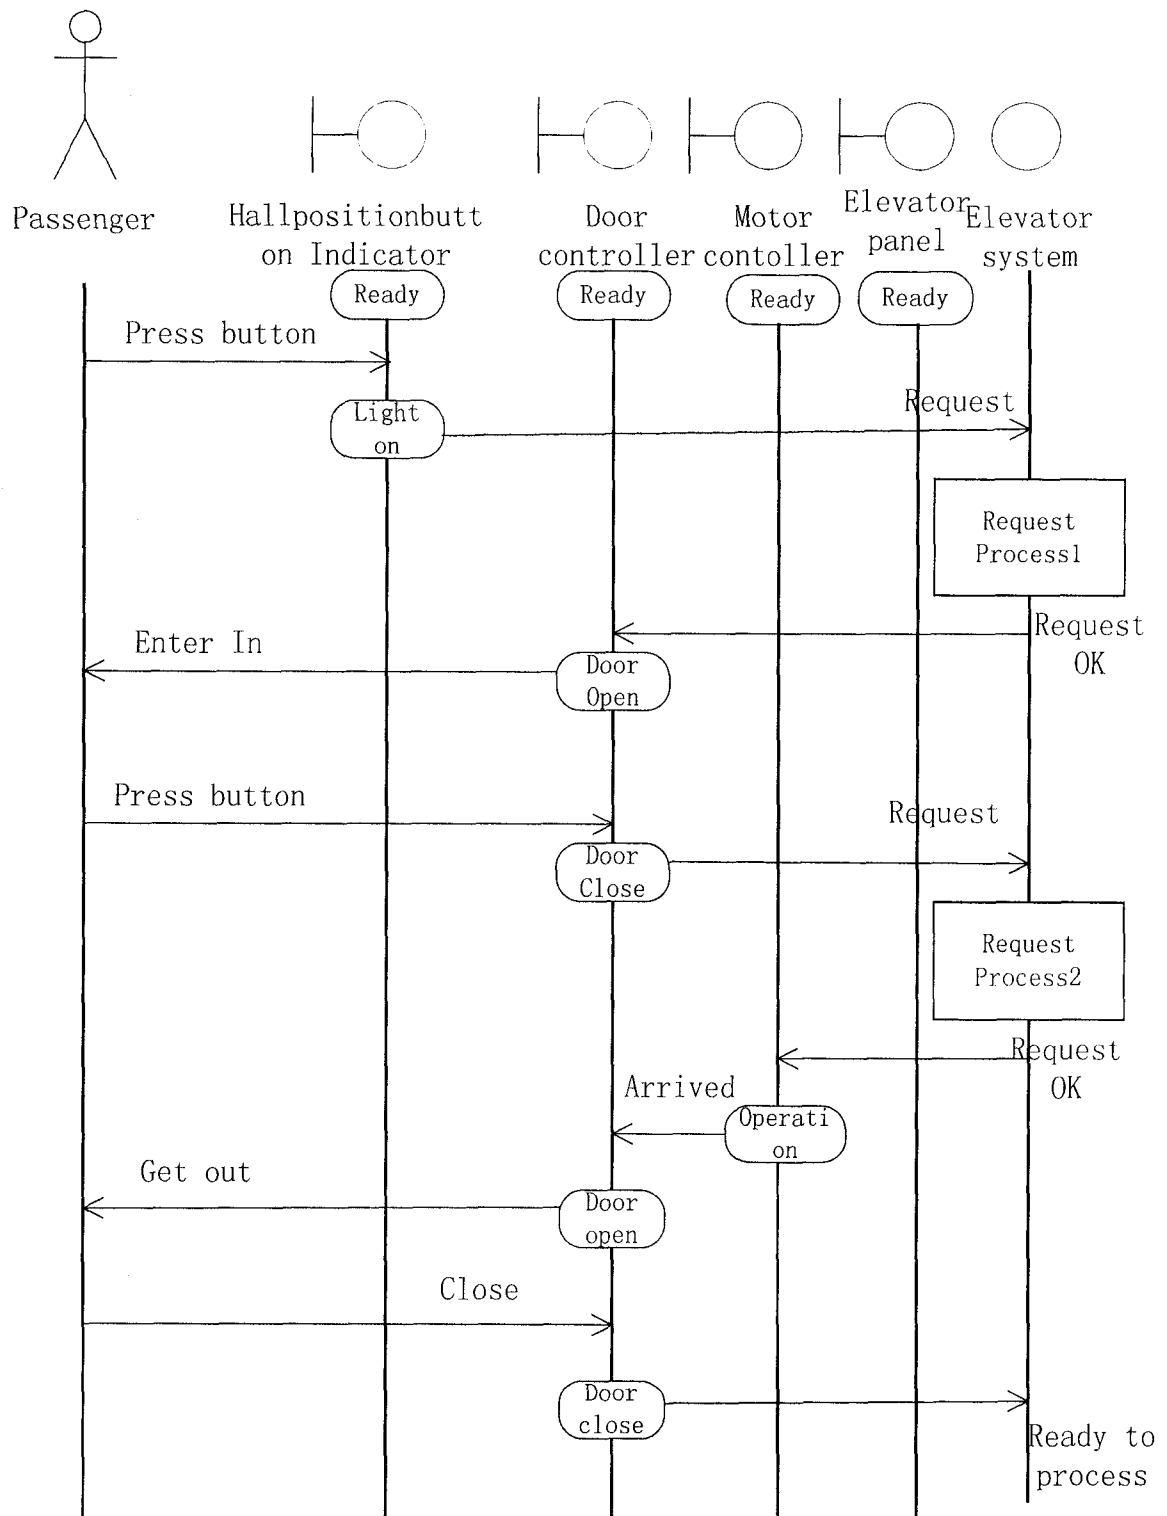 Passenger
Hallpositionbutt
on Indicator
Door
controller
Motor
contoller
Elevator
panel
Elevator
system
Ready
Ready
Ready
Ready
Press button
Light
on
Request
Request
Process1
Request
OK
Enter In
Door
Open
Press button
Request
Door
Close
Request
Process2
Request
OK
Arrived
Operati
on
Get out
Door
open
Close
Door
close
Ready to
process